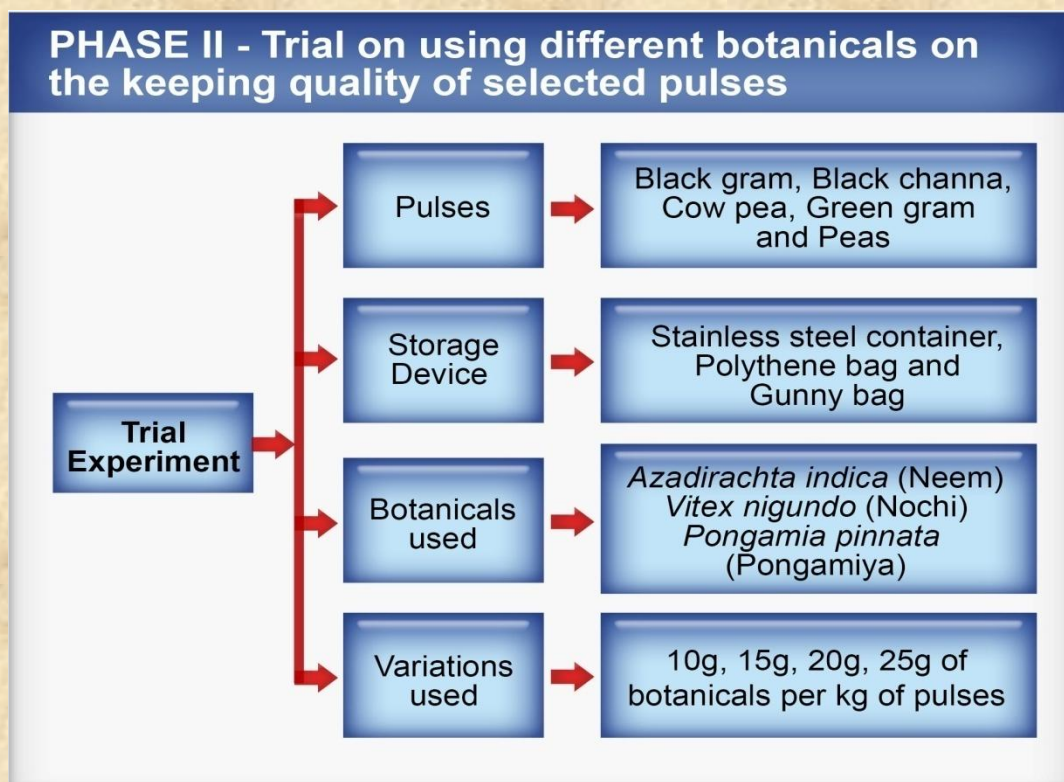 PHASE II - Trial on using different botanicals on
the keeping quality of selected pulses
Trial
Experiment
Pulses
Black gram, Black channa,
Cow pea, Green gram
and Peas
Storage
Device
Stainless steel container,
Polythene bag and
Gunny bag
Botanicals
used
Azadirachta indica (Neem)
Vitex nigundo (Nochi)
Pongamia pinnata
(Pongamiya)
Variations
used
10g, 15g, 20g, 25g of
botanicals per kg of pulses